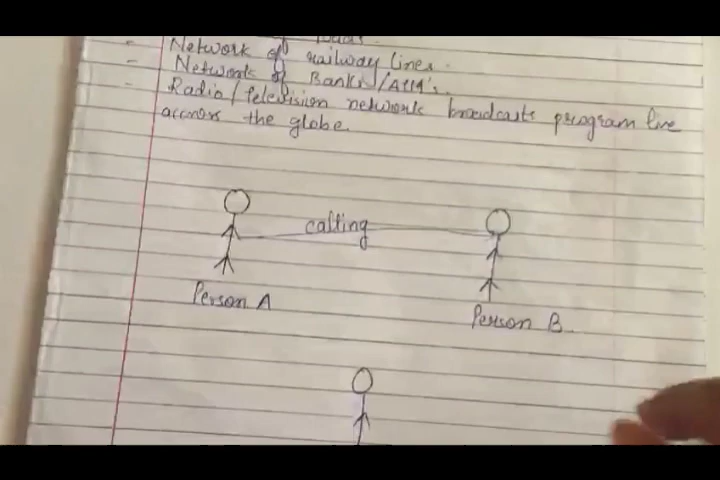 - Network of railway lines.
- Network of Banks/ATM's.
- Radio/Television network broadcasts program live
accross the globe.
calling
Person A
Person B